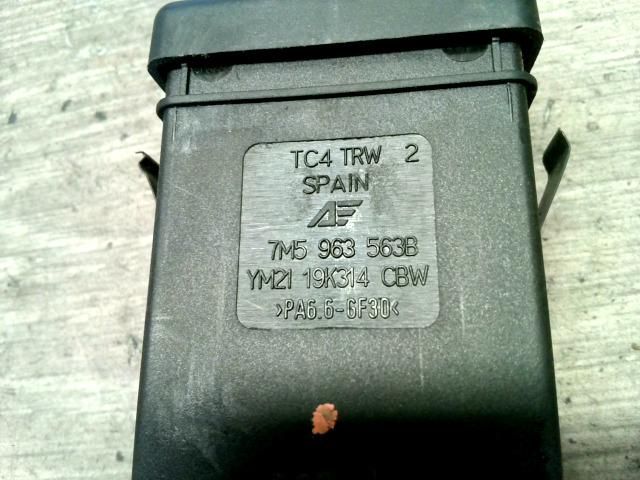 TC4 TRW 2
SPAIN
AF
7M5 963 563B
YM21 19K314 CBW
>PA6.6-GF30<